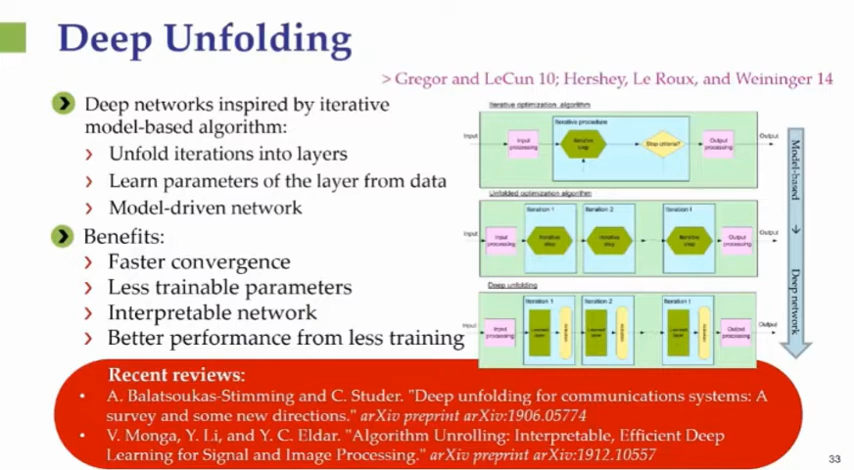 Deep Unfolding
> Gregor and LeCun 10; Hershey, Le Roux, and Weininger 14
Deep networks inspired by iterative
model-based algorithm:
Unfold iterations into layers
Learn parameters of the layer from data
Model-driven network
Benefits:
Faster convergence
Less trainable parameters
Interpretable network
Better performance from less training
Iterative optimization algorithm
Iterative procedure
Input
Input
processing
Iterative
step
Stop criteria?
Output
processing
Output
Unfolded optimization algorithm
Iteration 1
Iteration 2
Iteration I
Input
Input
processing
Iterative
step
Iterative
step
Iterative
step
Output
processing
Output
Deep unfolding
Iteration 1
Iteration 2
Iteration I
Input
Input
processing
Learned
layer
Learned
layer
Learned
layer
Output
processing
Output
Model-based
→
Deep network
Recent reviews:
• A. Balatsoukas-Stimming and C. Studer. "Deep unfolding for communications systems: A
survey and some new directions." arXiv preprint arXiv:1906.05774
• V. Monga, Y. Li, and Y. C. Eldar. "Algorithm Unrolling: Interpretable, Efficient Deep
Learning for Signal and Image Processing." arXiv preprint arXiv:1912.10557
33